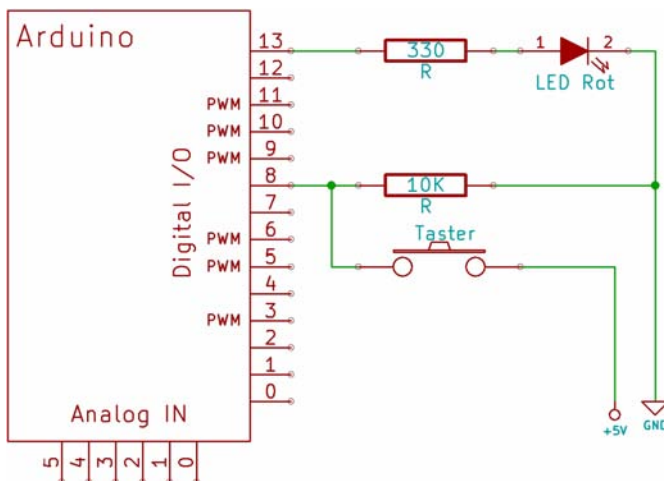 Arduino
13
330
R
1
2
LED Rot
12
PWM 11
PWM 10
PWM 9
8
10K
R
Digital I/O
7
Taster
PWM 6
PWM 5
4
PWM 3
2
1
0
Analog IN
+5V
GND
5 4 3 2 1 0